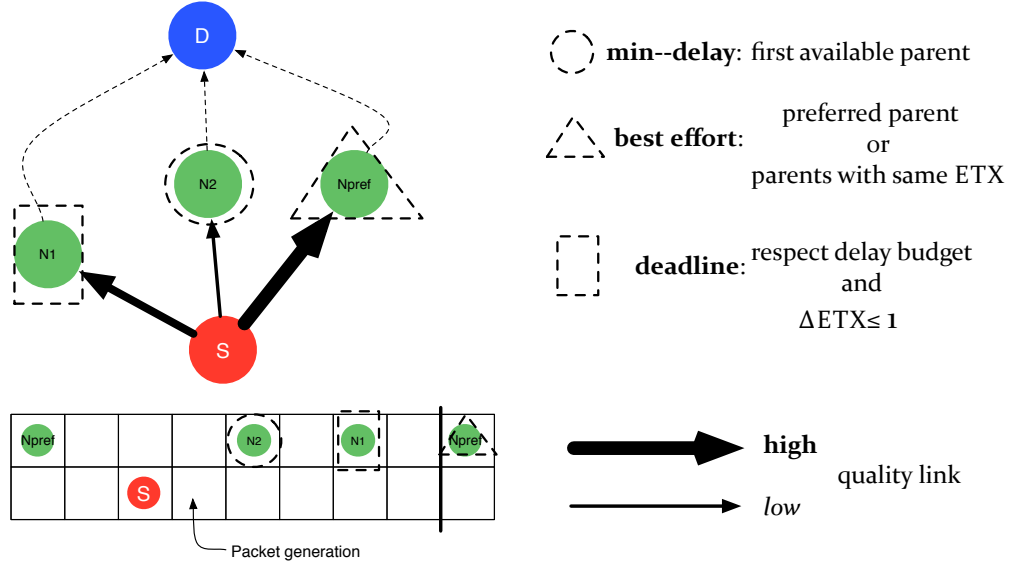 D
min--delay: first available parent
best effort: preferred parent
or
parents with same ETX
N2
Npref
N1
deadline: respect delay budget
and
ΔETX≤ 1
S
Npref
N2
N1
Npref
S
Packet generation
high
quality link
low